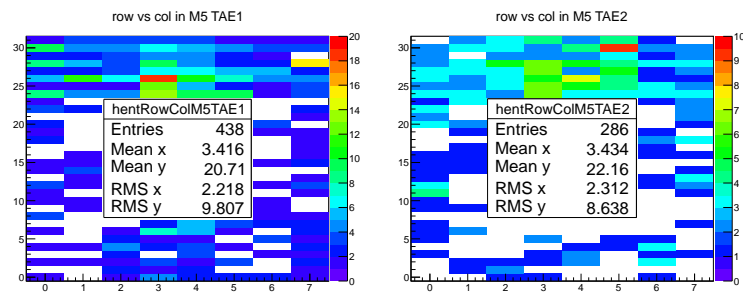 row vs col in M5 TAE1
hentRowColM5TAE1
Entries 438
Mean x 3.416
Mean y 20.71
RMS x 2.218
RMS y 9.807
30
25
20
15
10
5
0
0 1 2 3 4 5 6 7
20
18
16
14
12
10
8
6
4
2
0
row vs col in M5 TAE2
hentRowColM5TAE2
Entries 286
Mean x 3.434
Mean y 22.16
RMS x 2.312
RMS y 8.638
30
25
20
15
10
5
0
0 1 2 3 4 5 6 7
10
9
8
7
6
5
4
3
2
1
0